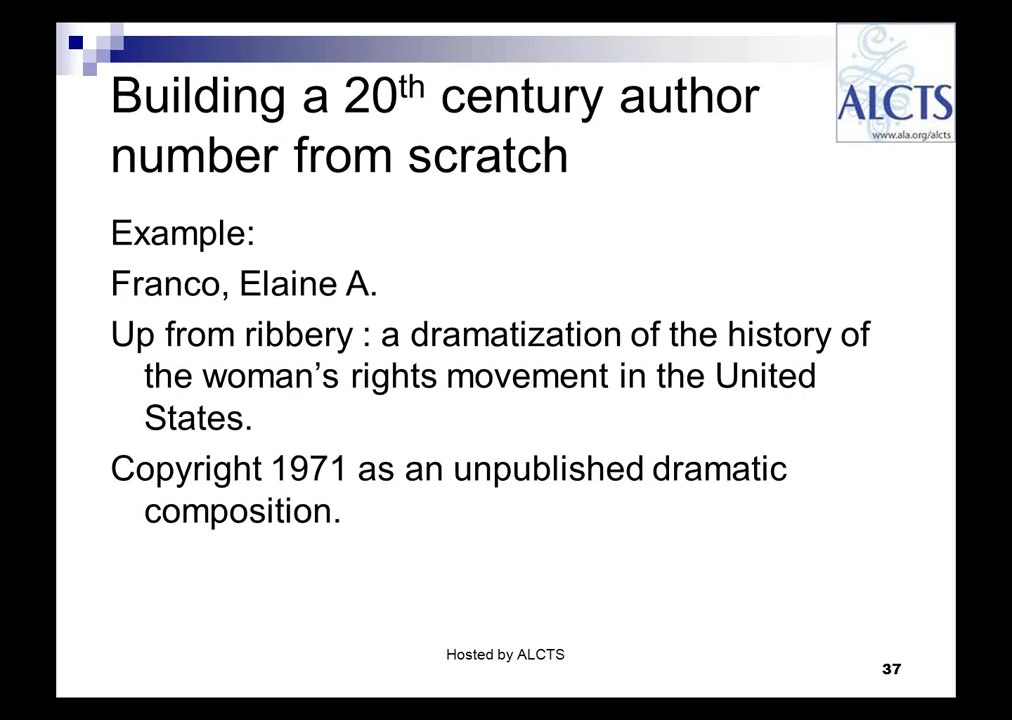 ALCTS
www.ala.org/alcts
Building a 20th century author
number from scratch
Example:
Franco, Elaine A.
Up from ribbery : a dramatization of the history of
the woman’s rights movement in the United
States.
Copyright 1971 as an unpublished dramatic
composition.
Hosted by ALCTS
37